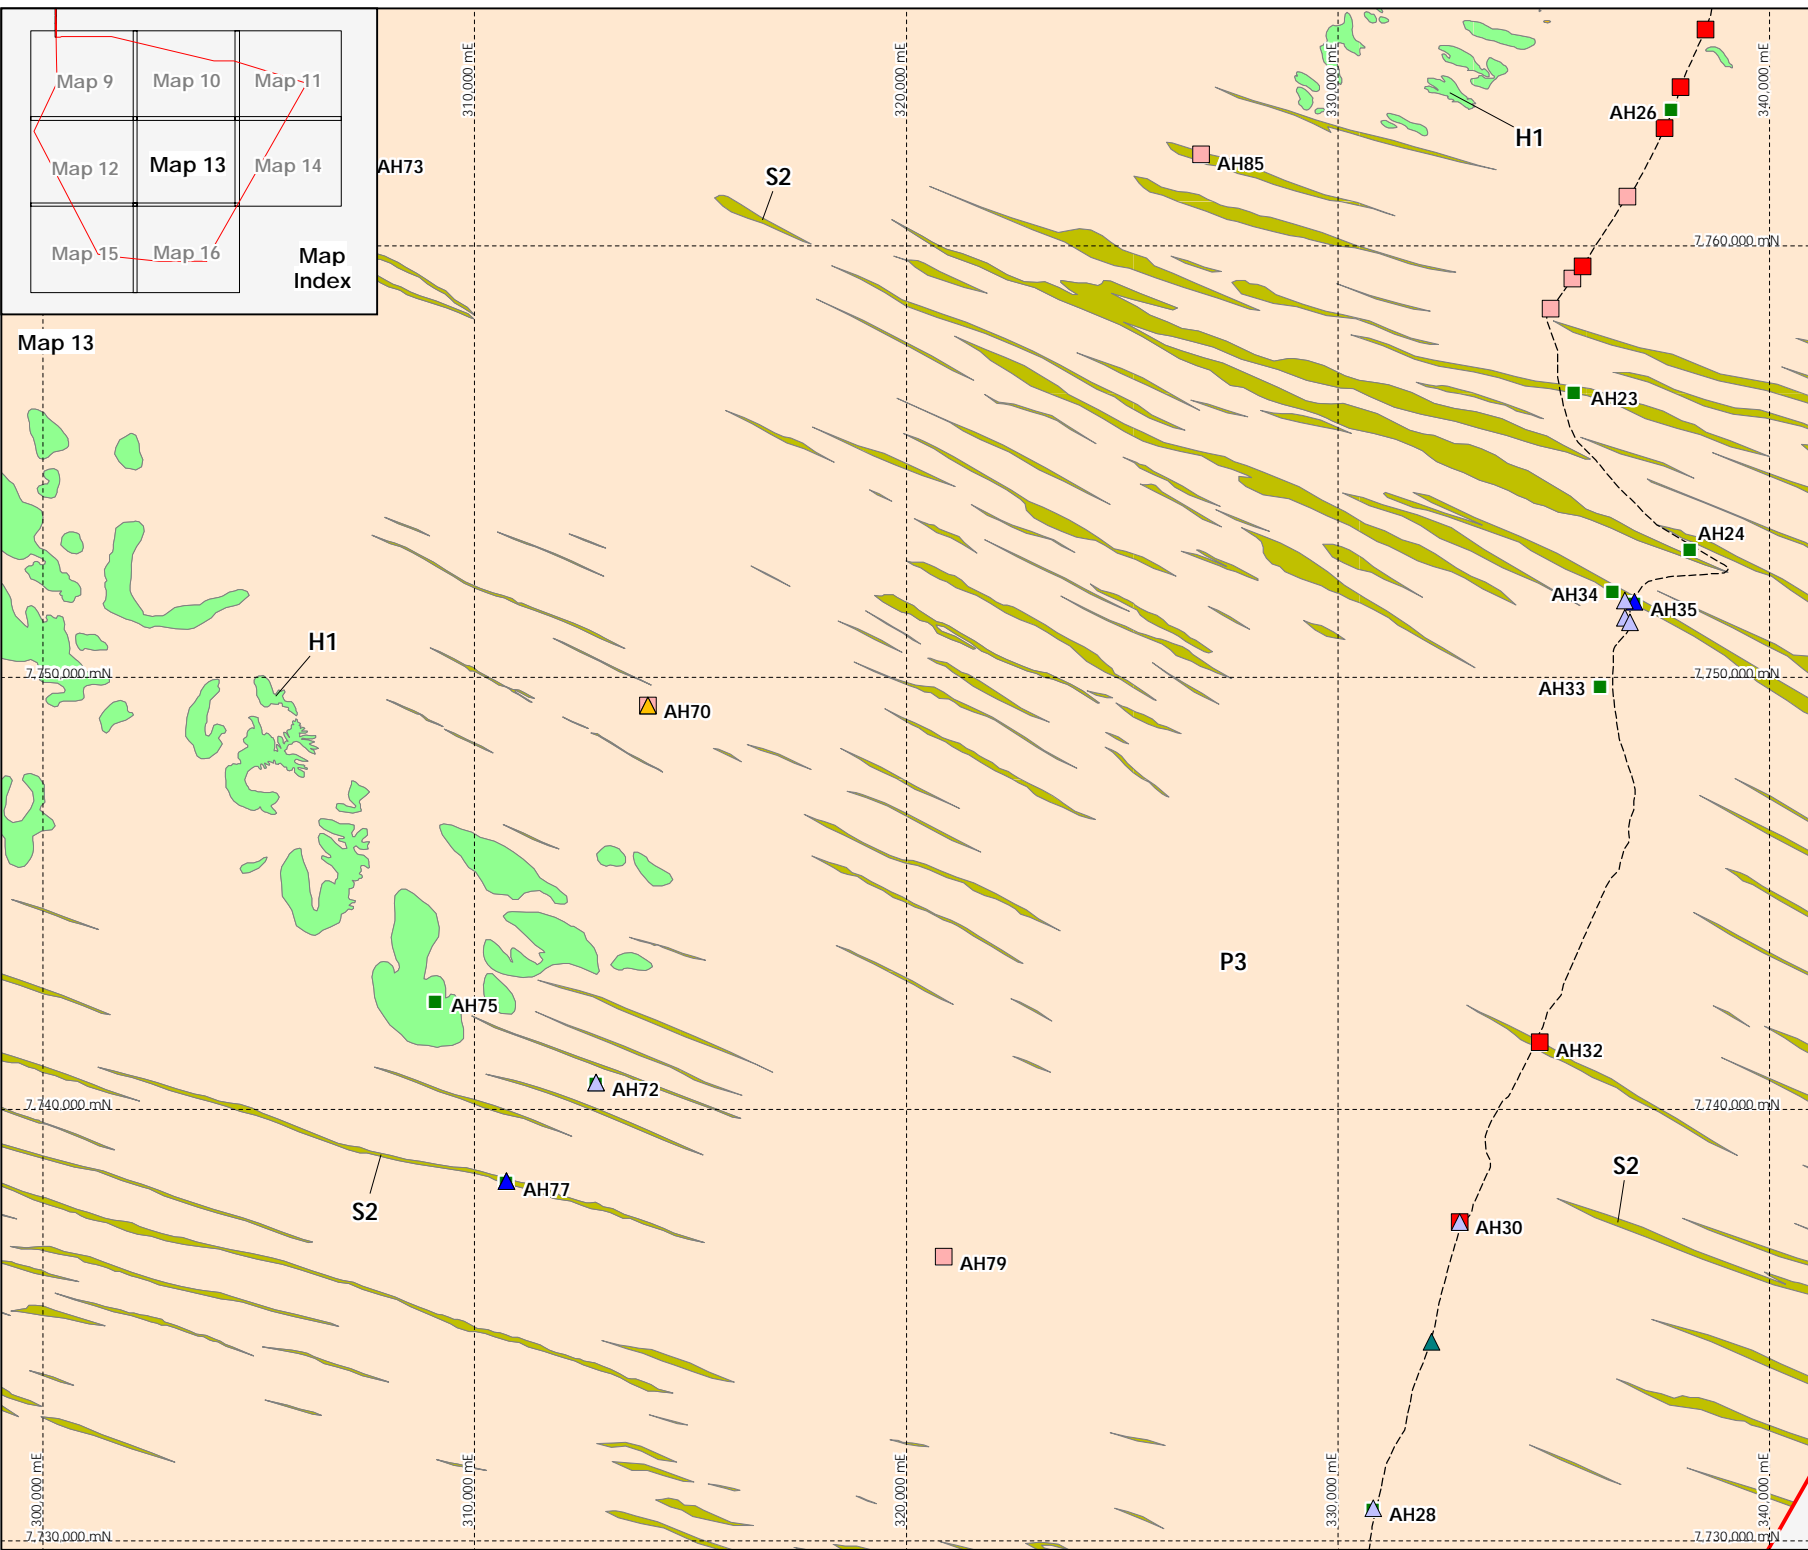 Map 9
Map 10
Map 11
Map 12
Map 13
Map 14
Map 15
Map 16
Map
Index
310,000 mE
320,000 mE
330,000 mE
340,000 mE
AH26
H1
AH73
S2
AH85
7,760,000 mN
Map 13
AH23
AH24
AH34
AH35
H1
7,750,000 mN
7,750,000 mN
AH33
AH70
P3
AH75
AH32
AH72
7,740,000 mN
7,740,000 mN
S2
AH77
S2
AH30
AH79
300,000 mE
310,000 mE
320,000 mE
330,000 mE
340,000 mE
AH28
7,730,000 mN
7,730,000 mN